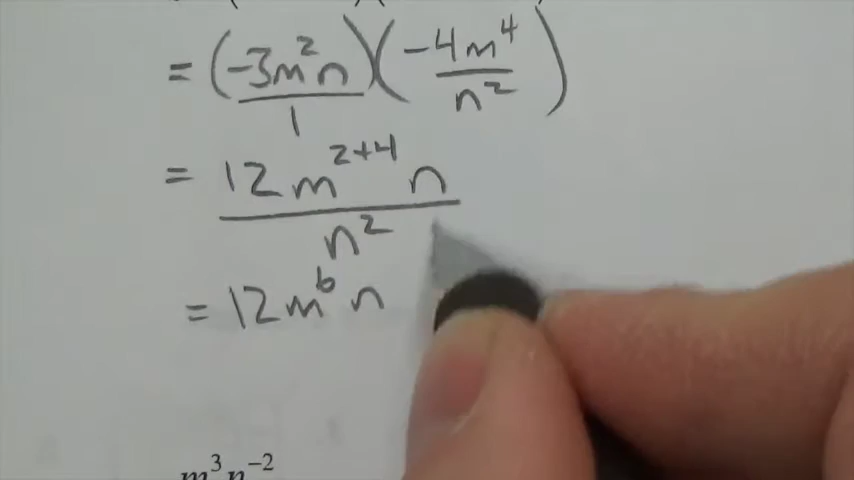 = (-3m²n/1)(-4m⁴/n²)
= 12m²⁺⁴n/n²
= 12m⁶n
m³n⁻²